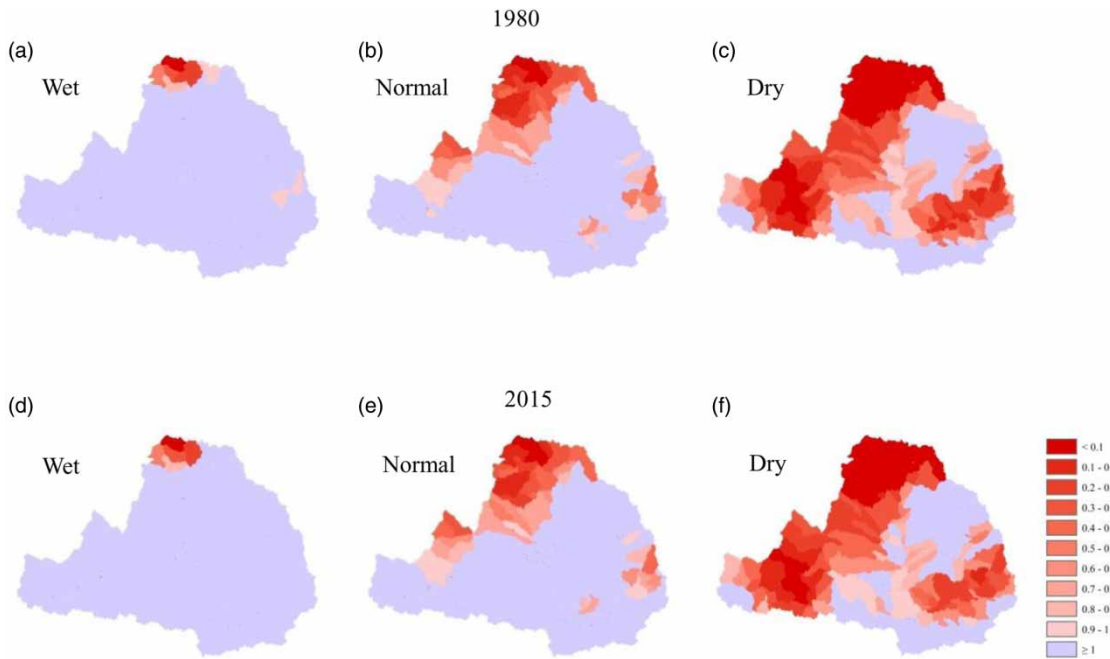 1980
(a)
Wet
(b)
Normal
(c)
Dry
2015
(d)
Wet
(e)
Normal
(f)
Dry
< 0.1
0.1 - 0
0.2 - 0
0.3 - 0
0.4 - 0
0.5 - 0
0.6 - 0
0.7 - 0
0.8 - 0
0.9 - 1
≥ 1